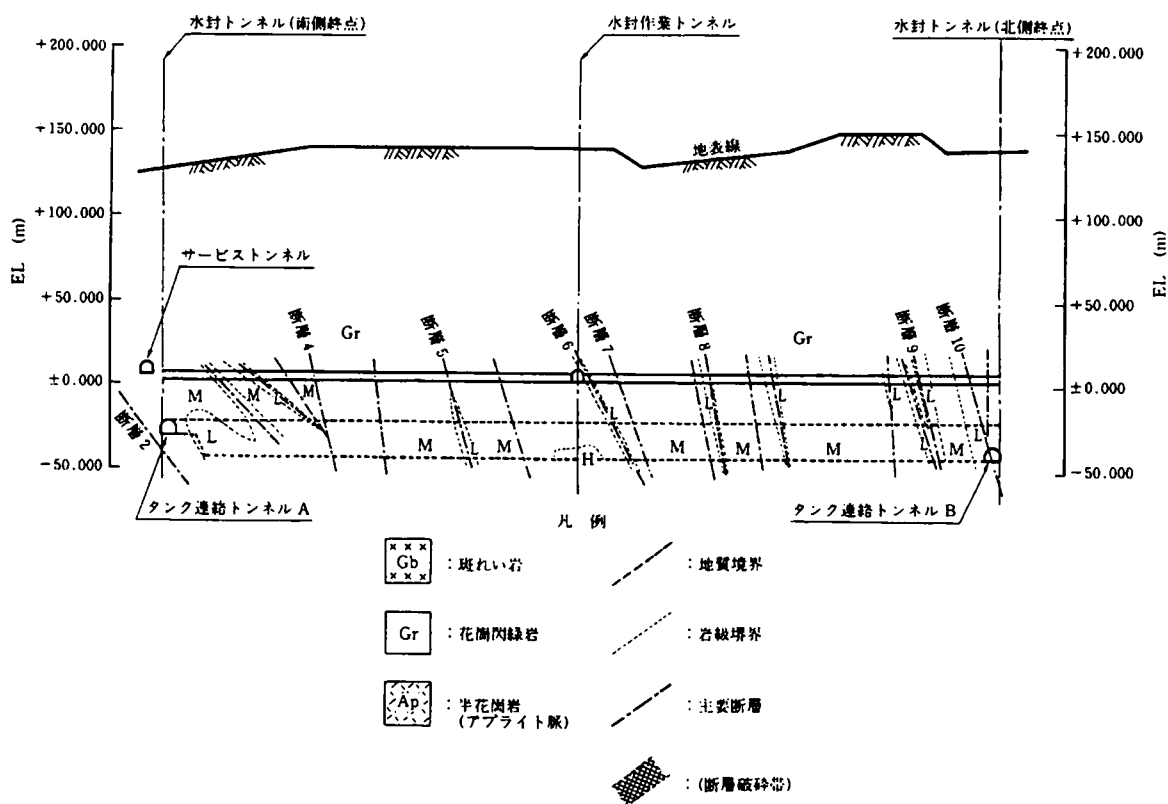 水封トンネル(南側終点)
水封作業トンネル
水封トンネル(北側終点)
+200.000
+200.000
+150.000
+150.000
地表線
+100.000
+100.000
EL (m)
EL (m)
サービストンネル
+50.000
+50.000
断層4
Gr
断層5
断層6
断層7
断層8
Gr
断層9
断層10
±0.000
±0.000
M
M
L
M
L
L
L
L
L
断層2
L
M
L
M
H
M
M
M
L
M
L
−50.000
−50.000
タンク連絡トンネルA
タンク連絡トンネルB
凡例
Gb
:斑れい岩
:地質境界
Gr
:花崗閃緑岩
:岩級堺界
Ap
:半花崗岩
(アプライト脈)
:主要断層
:(断層破砕帯)